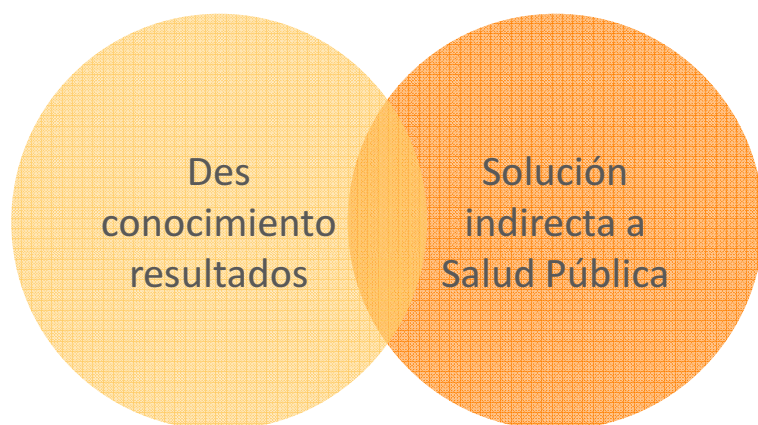 Des
conocimiento
resultados
Solución
indirecta a
Salud Pública